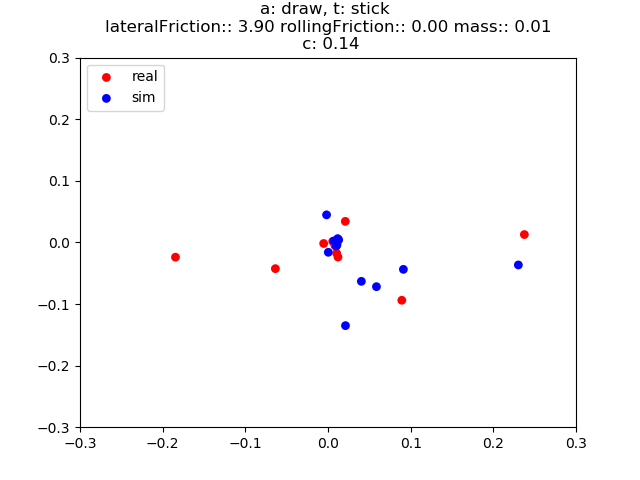 a: draw, t: stick
lateralFriction:: 3.90 rollingFriction:: 0.00 mass:: 0.01
c: 0.14
real
sim
0.3
0.2
0.1
0.0
−0.1
−0.2
−0.3
−0.3 −0.2 −0.1 0.0 0.1 0.2 0.3